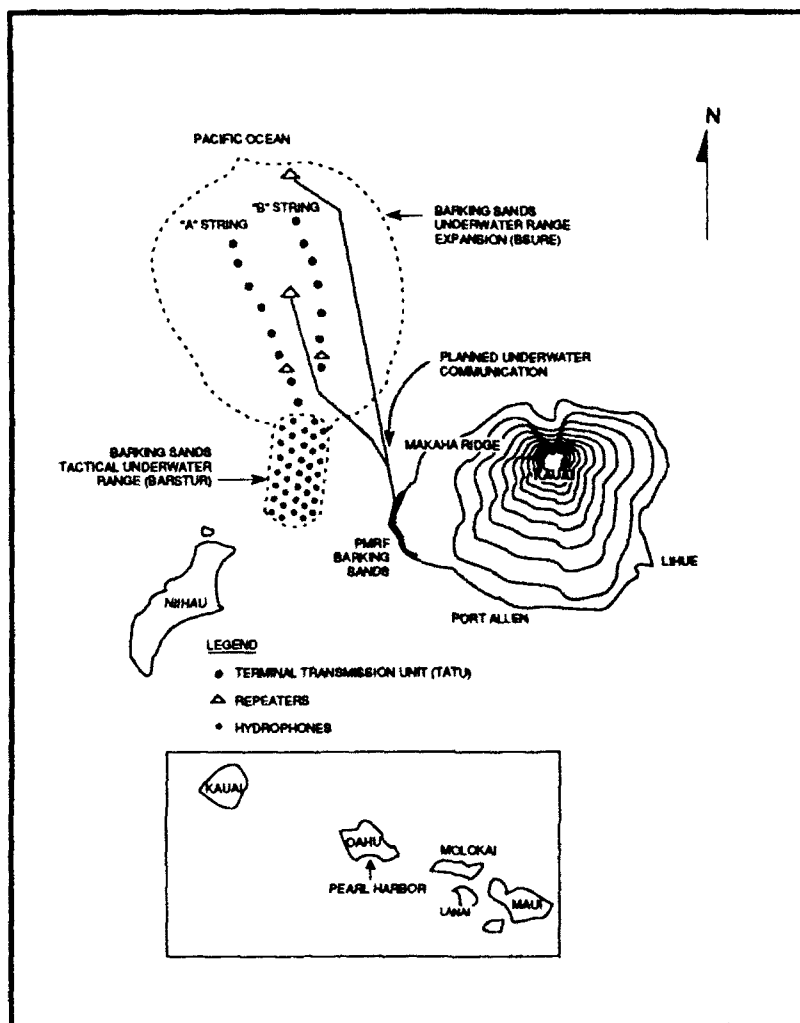 N
PACIFIC OCEAN
"B" STRING
"A" STRING
BARKING SANDS
UNDERWATER RANGE
EXPANSION (BSURE)
PLANNED UNDERWATER
COMMUNICATION
MAKAHA RIDGE
KAUAI
BARKING SANDS
TACTICAL UNDERWATER
RANGE (BARSTUR)
PMRF
BARKING
SANDS
LIHUE
NIIHAU
PORT ALLEN
LEGEND
TERMINAL TRANSMISSION UNIT (TATU)
REPEATERS
HYDROPHONES
KAUAI
OAHU
MOLOKAI
PEARL HARBOR
LANAI
MAUI